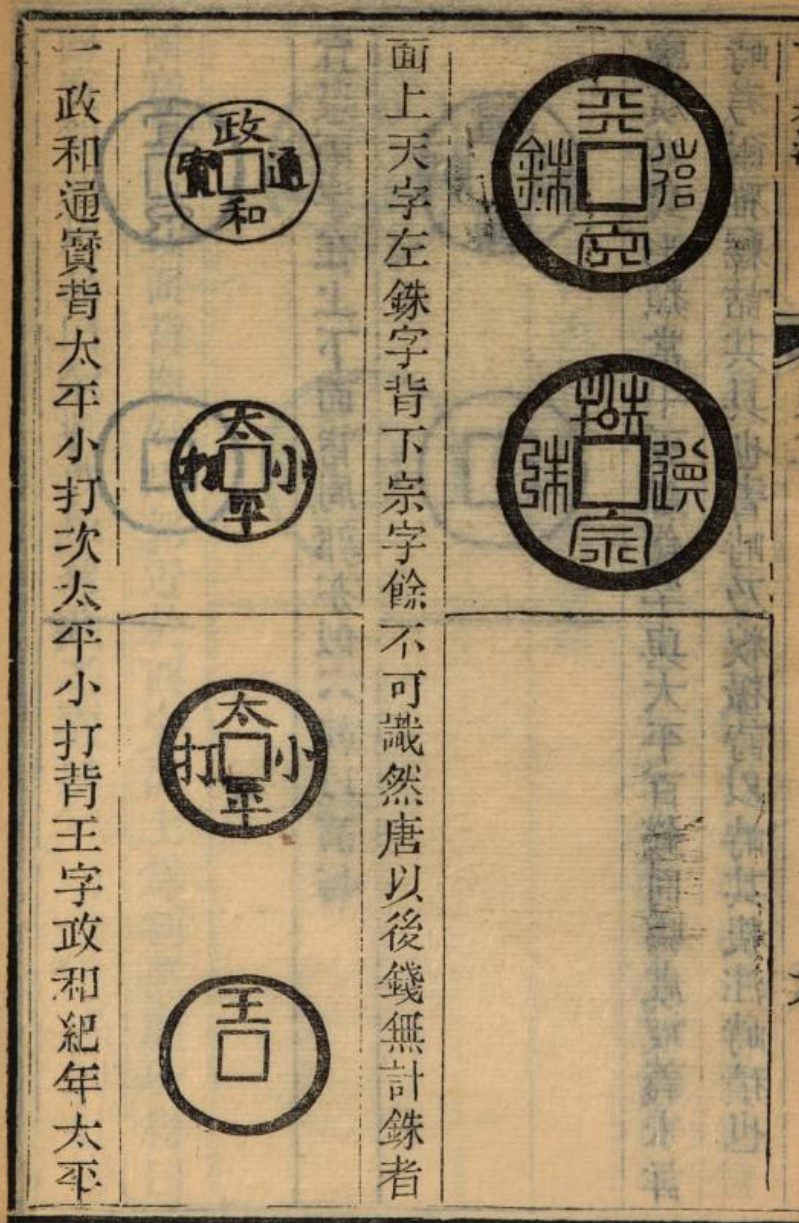 銖
宗
面上天字左銖字背下宗字餘不可識然唐以後錢無計銖者
政和通寶
太平小打
太平小打
王
一政和通寶背太平小打次太平小打背王字政和紀年太平